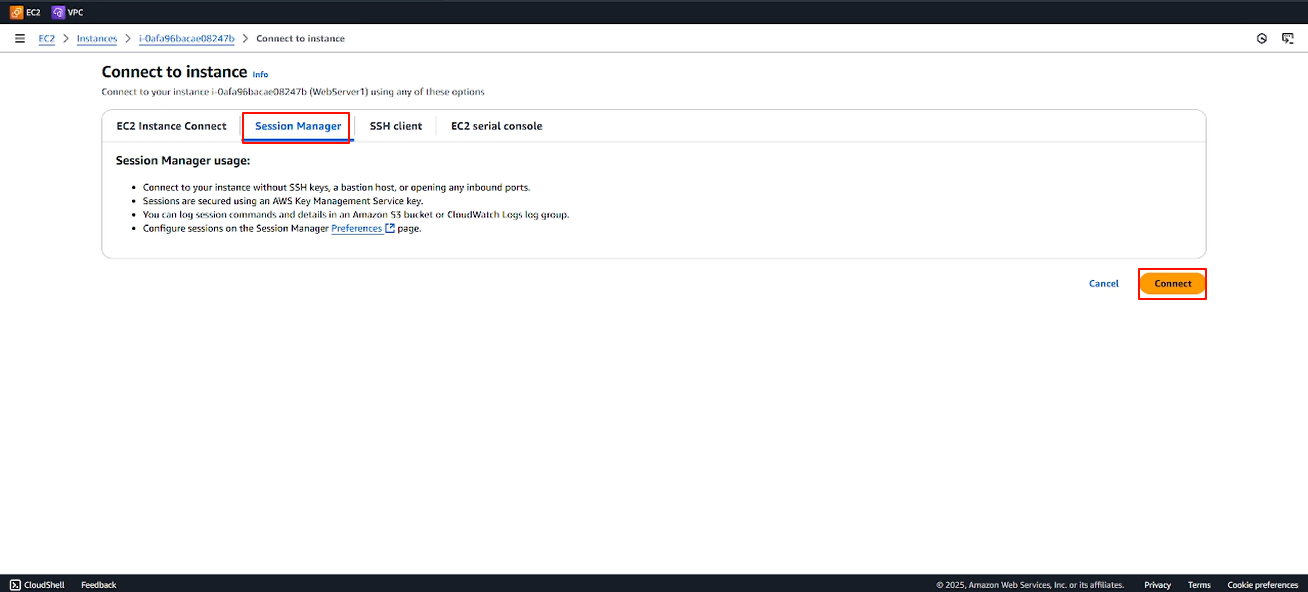 EC2 VPC
EC2 > Instances > i-0afa96bacae08247b > Connect to instance
Connect to instance Info
Connect to your instance i-0afa96bacae08247b (WebServer1) using any of these options
EC2 Instance Connect Session Manager SSH client EC2 serial console
Session Manager usage:
• Connect to your instance without SSH keys, a bastion host, or opening any inbound ports.
• Sessions are secured using an AWS Key Management Service key.
• You can log session commands and details in an Amazon S3 bucket or CloudWatch Logs log group.
• Configure sessions on the Session Manager Preferences page.
Cancel Connect
CloudShell Feedback © 2025, Amazon Web Services, Inc. or its affiliates. Privacy Terms Cookie preferences